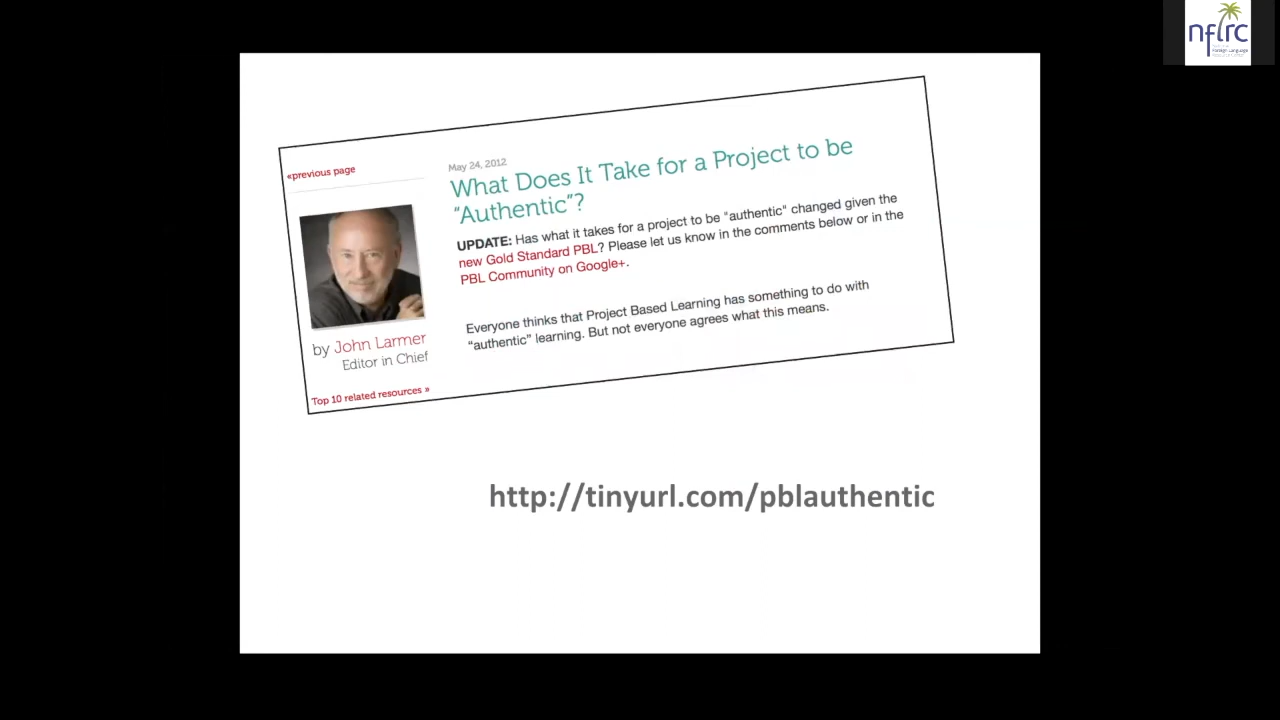 nflrc
Foreign Language
«previous page
by John Larmer
Editor in Chief
Top 10 related resources »
May 24, 2012
What Does It Take for a Project to be
“Authentic”?
UPDATE: Has what it takes for a project to be "authentic" changed given the
new Gold Standard PBL? Please let us know in the comments below or in the
PBL Community on Google+.
Everyone thinks that Project Based Learning has something to do with
“authentic” learning. But not everyone agrees what this means.
http://tinyurl.com/pblauthentic